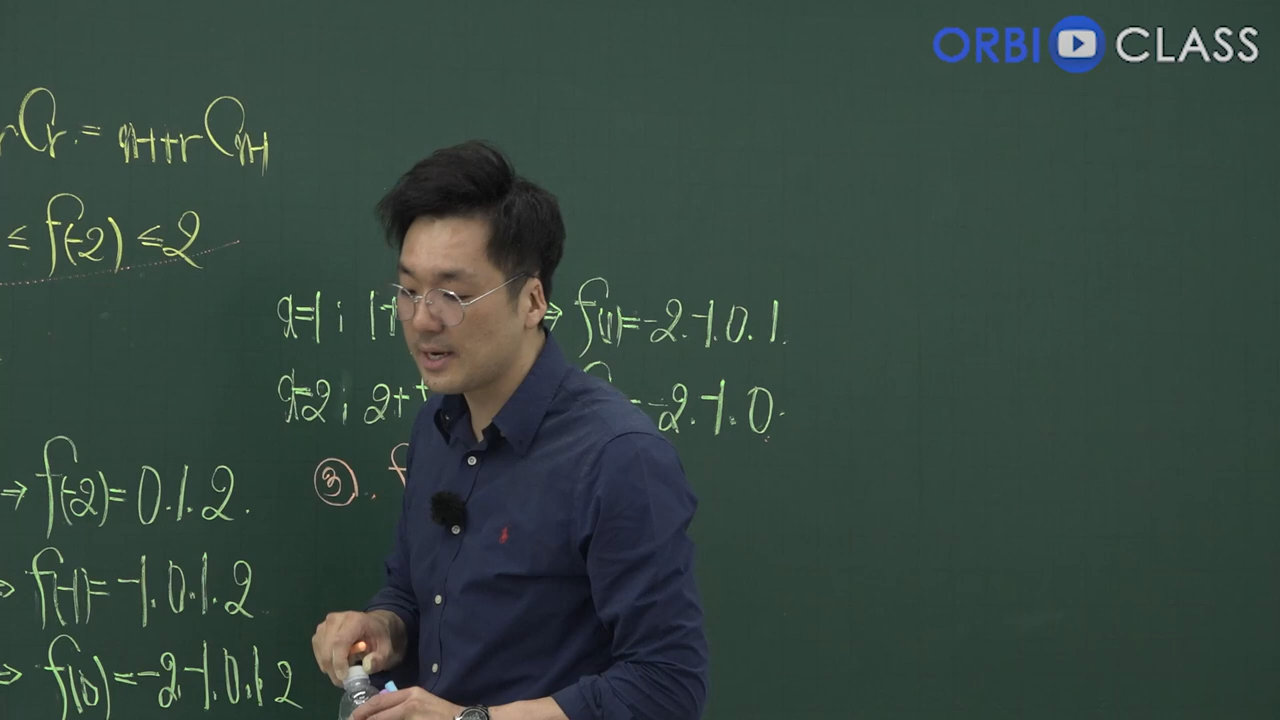 ORBI CLASS
rCr. = n-1+rCn-1
≤ f(-2) ≤ 2
a=1 ; 1+ ⇒ f(1)=-2.-1.0.1.
a=2 ; 2+ -2.-1.0.
③.. f
⇒ f(-2)= 0.1.2.
⇒ f(-1)= -1.0.1.2
⇒ f(0)=-2.-1.0.1.2